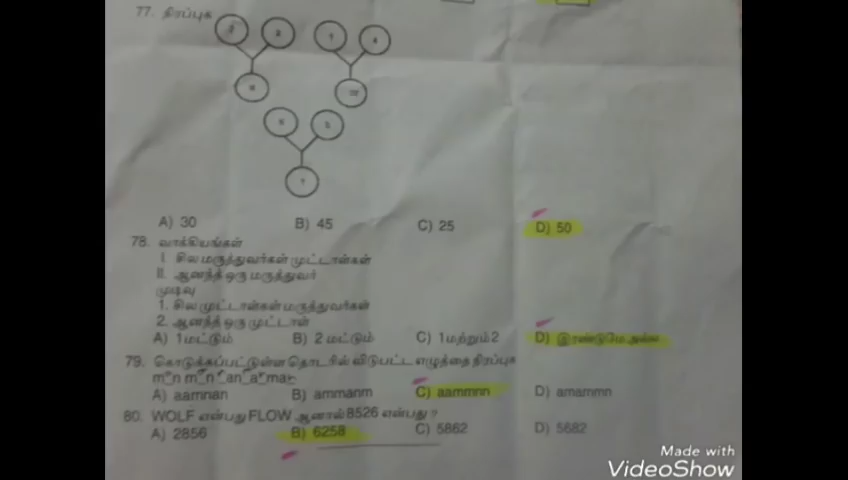 77. நிரப்புக
A) 30 B) 45 C) 25 D) 50
78. வாக்கியங்கள்
I. சில மருத்துவர்கள் முட்டாள்கள்
II. ஆனந்த் ஒரு மருத்துவர்
முடிவு
1. சில முட்டாள்கள் மருத்துவர்கள்
2. ஆனந்த் ஒரு முட்டாள்
A) 1 மட்டும் B) 2 மட்டும் C) 1 மற்றும் 2 D) இரண்டுமே அல்ல
79. கொடுக்கப்பட்டுள்ள தொடரில் விடுபட்ட எழுத்தை நிரப்புக
m_n m_n_an_a_ma_
A) aamnan B) ammanm C) aammnn D) amammn
80. WOLF என்பது FLOW ஆனால் 8526 என்பது?
A) 2856 B) 6258 C) 5862 D) 5682
Made with
VideoShow